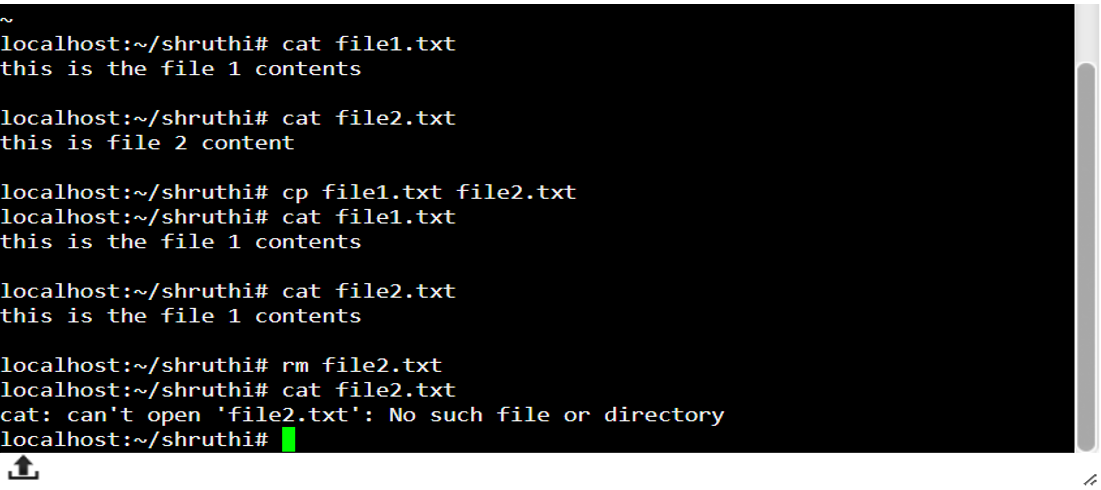 ~
localhost:~/shruthi# cat file1.txt
this is the file 1 contents
localhost:~/shruthi# cat file2.txt
this is file 2 content
localhost:~/shruthi# cp file1.txt file2.txt
localhost:~/shruthi# cat file1.txt
this is the file 1 contents
localhost:~/shruthi# cat file2.txt
this is the file 1 contents
localhost:~/shruthi# rm file2.txt
localhost:~/shruthi# cat file2.txt
cat: can't open 'file2.txt': No such file or directory
localhost:~/shruthi#